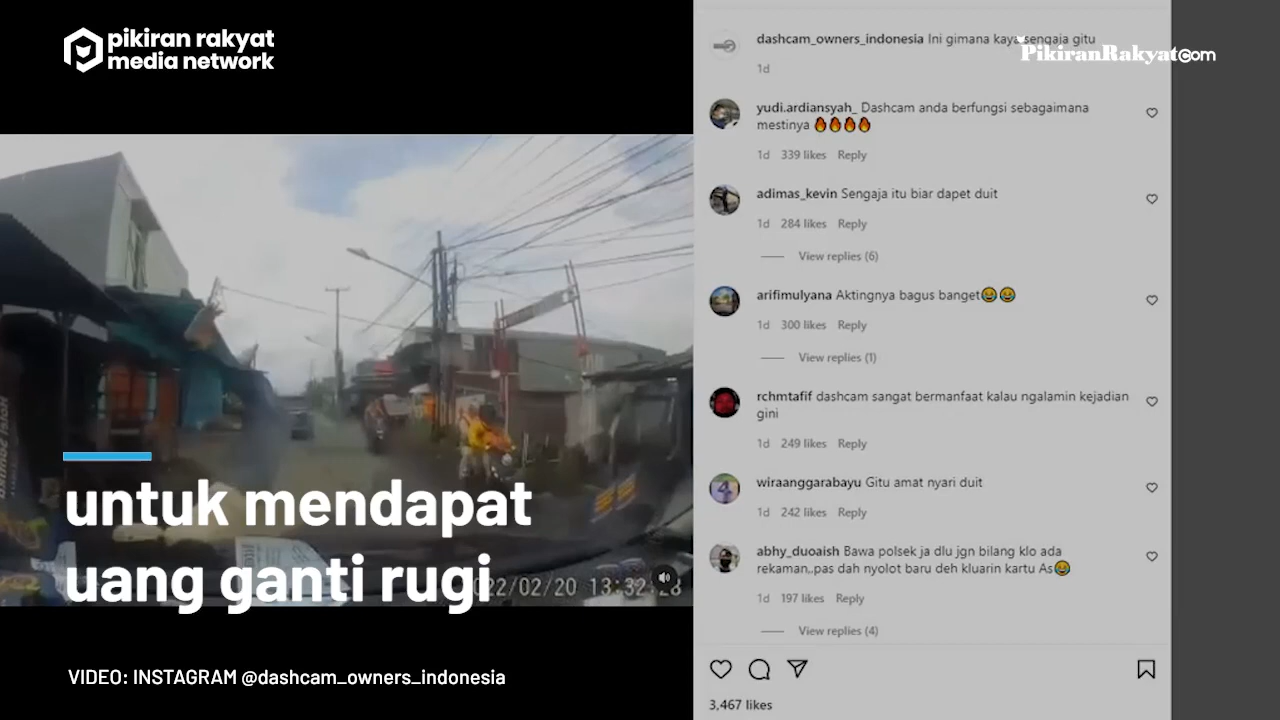 pikiran rakyat
media network
untuk mendapat
uang ganti rugi
22/02/20 13:32:28
VIDEO: INSTAGRAM @dashcam_owners_indonesia
PikiranRakyat.com
dashcam_owners_indonesia Ini gimana kaya sengaja gitu
1d
yudi.ardiansyah_ Dashcam anda berfungsi sebagaimana
mestinya 🔥🔥🔥🔥
1d 339 likes Reply
adimas_kevin Sengaja itu biar dapet duit
1d 284 likes Reply
View replies (6)
arifimulyana Aktingnya bagus banget😂😂
1d 300 likes Reply
View replies (1)
rchmtafif dashcam sangat bermanfaat kalau ngalamin kejadian
gini
1d 249 likes Reply
wiraanggarabayu Gitu amat nyari duit
1d 242 likes Reply
abhy_duoaish Bawa polsek ja dlu jgn bilang klo ada
rekaman,.pas dah nyolot baru deh kluarin kartu As😂
1d 197 likes Reply
View replies (4)
3,467 likes